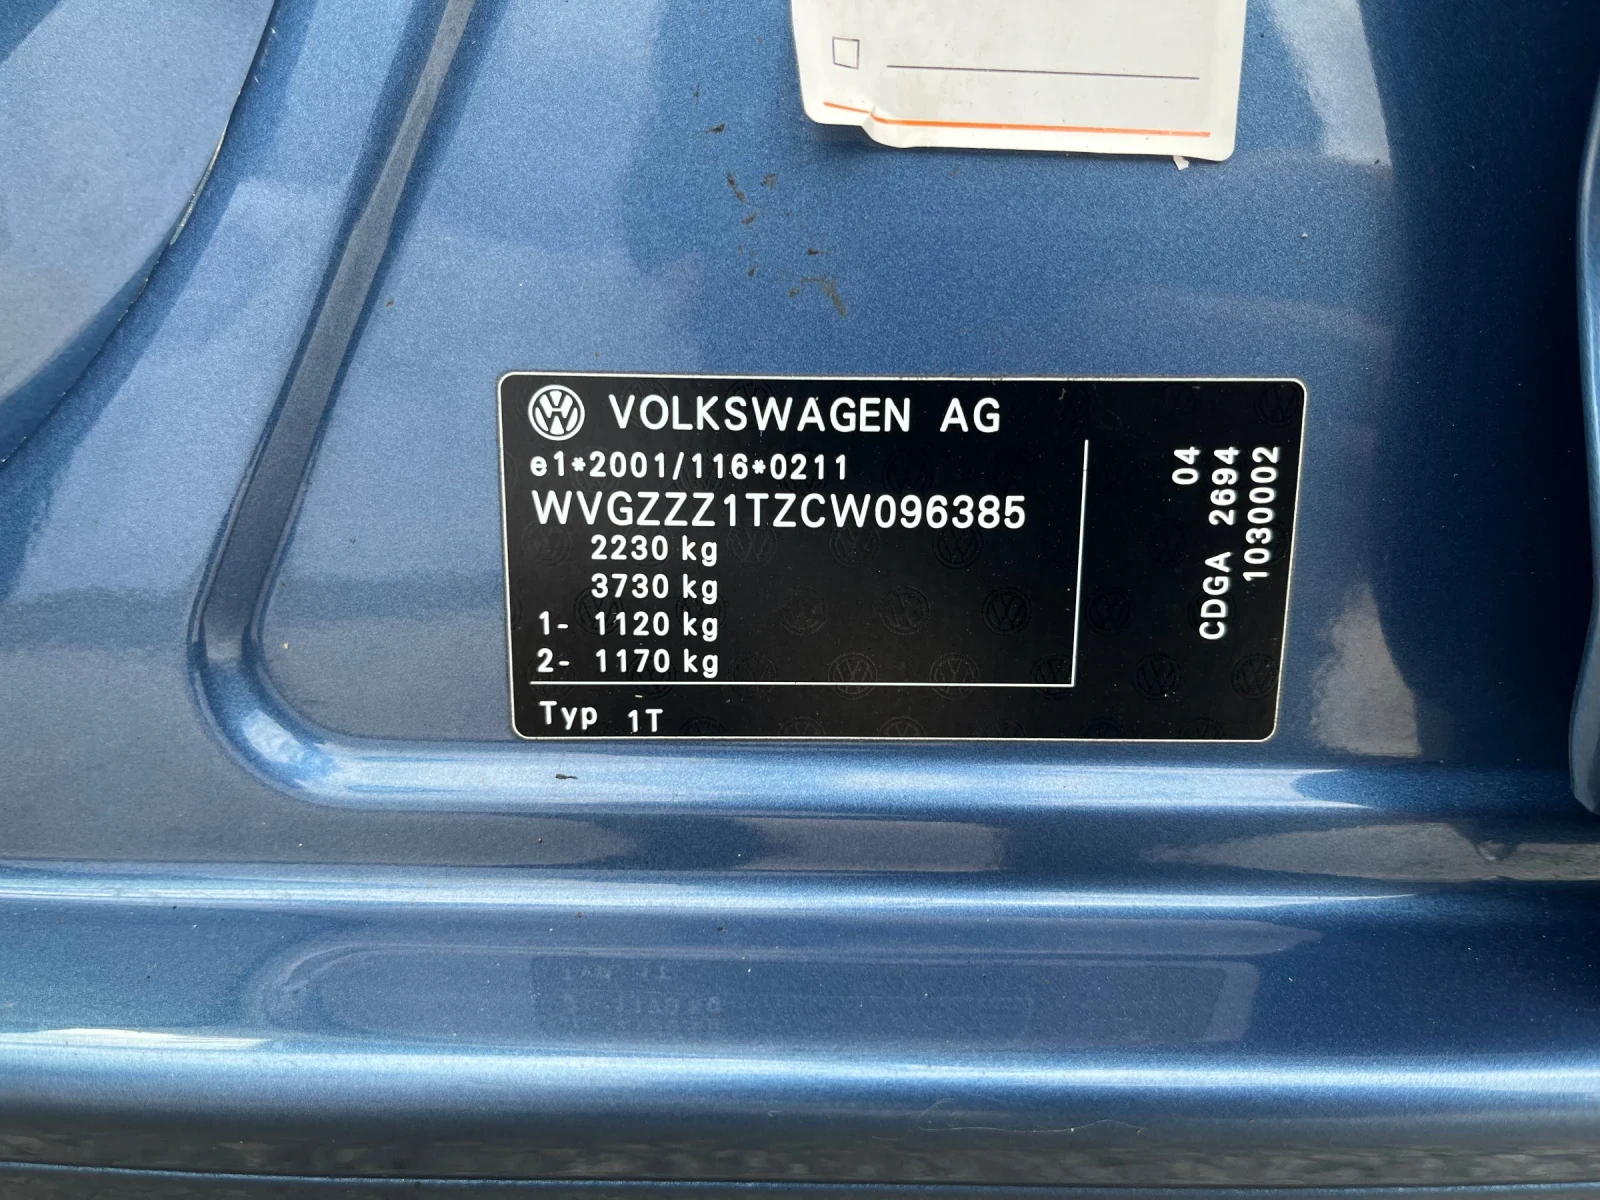 VOLKSWAGEN AG
e1*2001/116*0211
WVGZZZ1TZCW096385
2230 kg
3730 kg
1- 1120 kg
2- 1170 kg
Typ 1T
04
CDGA 2694
1030002